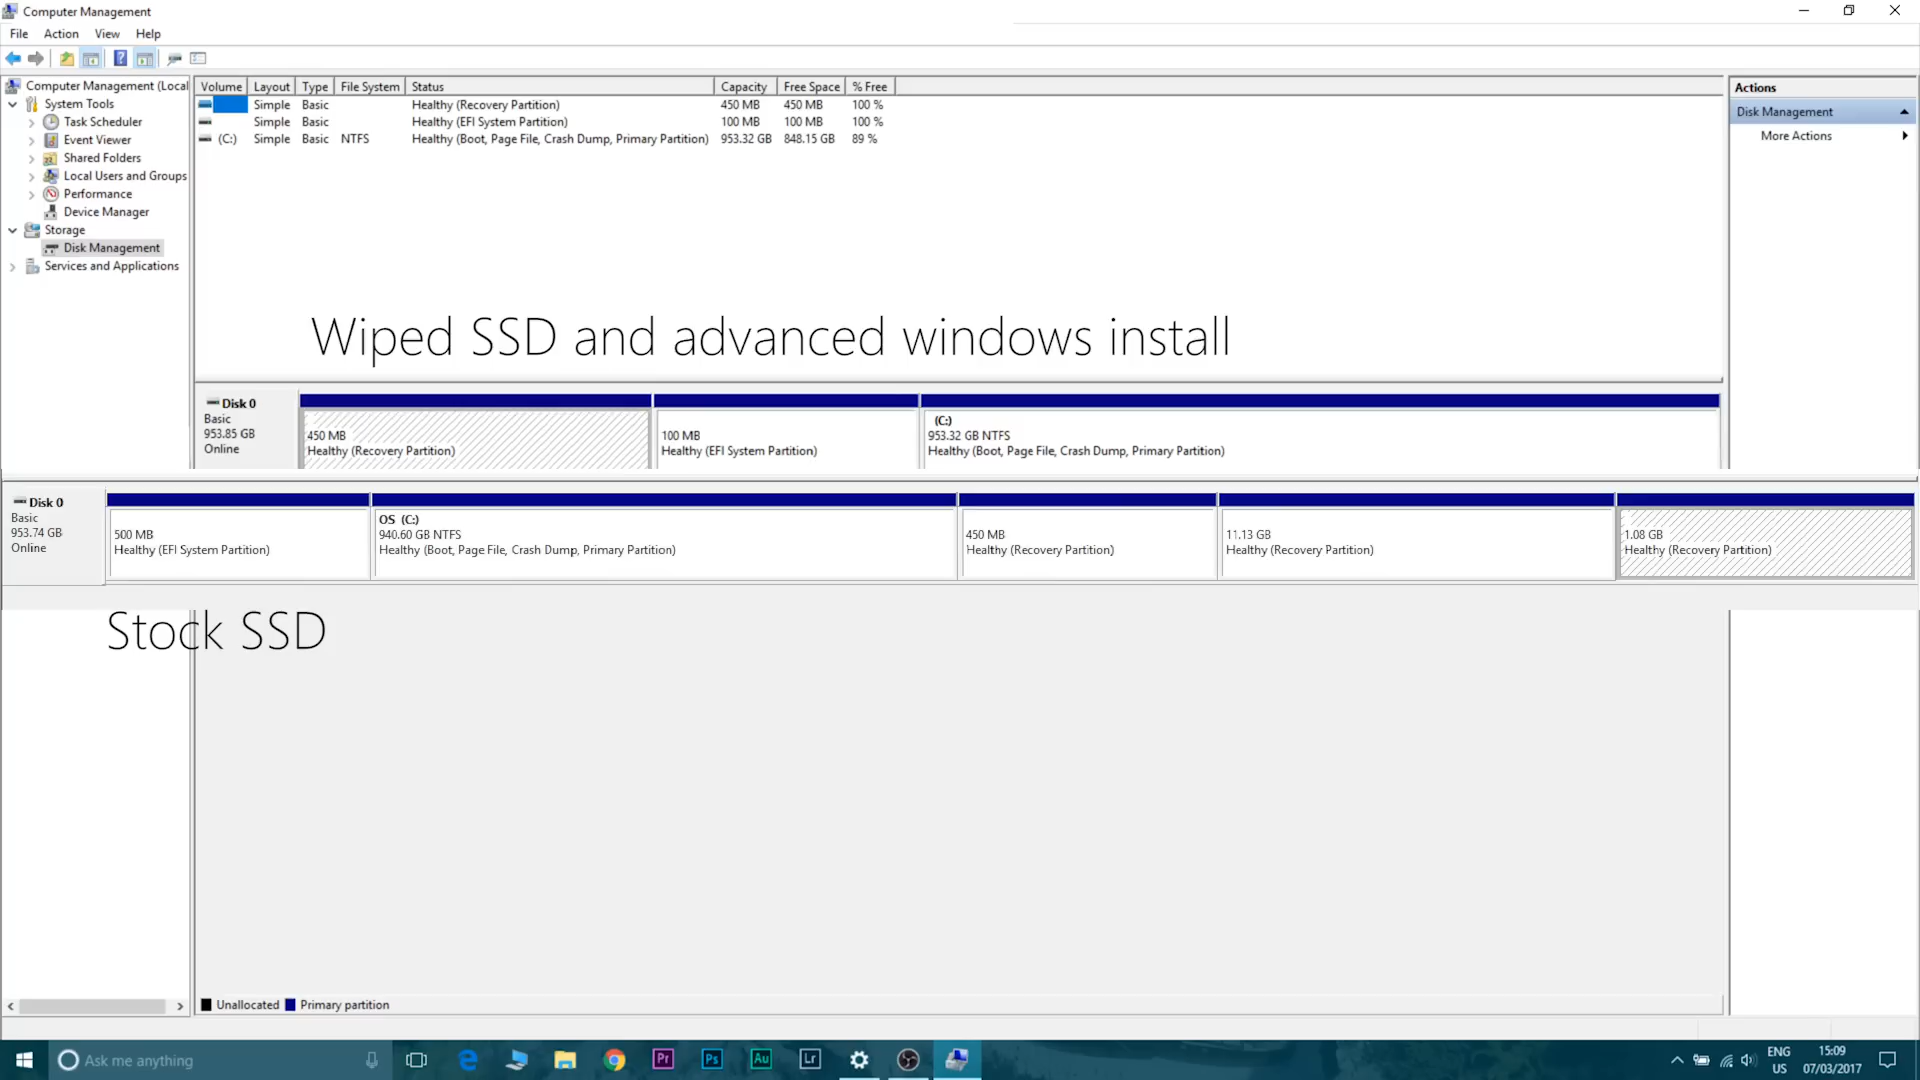 Computer Management
File Action View Help
Computer Management (Local
System Tools
Task Scheduler
Event Viewer
Shared Folders
Local Users and Groups
Performance
Device Manager
Storage
Disk Management
Services and Applications
Volume Layout Type File System Status Capacity Free Space % Free
Simple Basic Healthy (Recovery Partition) 450 MB 450 MB 100 %
Simple Basic Healthy (EFI System Partition) 100 MB 100 MB 100 %
(C:) Simple Basic NTFS Healthy (Boot, Page File, Crash Dump, Primary Partition) 953.32 GB 848.15 GB 89 %
Actions
Disk Management
More Actions
Wiped SSD and advanced windows install
Disk 0
Basic
953.85 GB
Online
450 MB
Healthy (Recovery Partition)
100 MB
Healthy (EFI System Partition)
(C:)
953.32 GB NTFS
Healthy (Boot, Page File, Crash Dump, Primary Partition)
Disk 0
Basic
953.74 GB
Online
500 MB
Healthy (EFI System Partition)
OS (C:)
940.60 GB NTFS
Healthy (Boot, Page File, Crash Dump, Primary Partition)
450 MB
Healthy (Recovery Partition)
11.13 GB
Healthy (Recovery Partition)
1.08 GB
Healthy (Recovery Partition)
Stock SSD
Unallocated Primary partition
Ask me anything
Pr
Ps
Au
Lr
ENG
US
15:09
07/03/2017